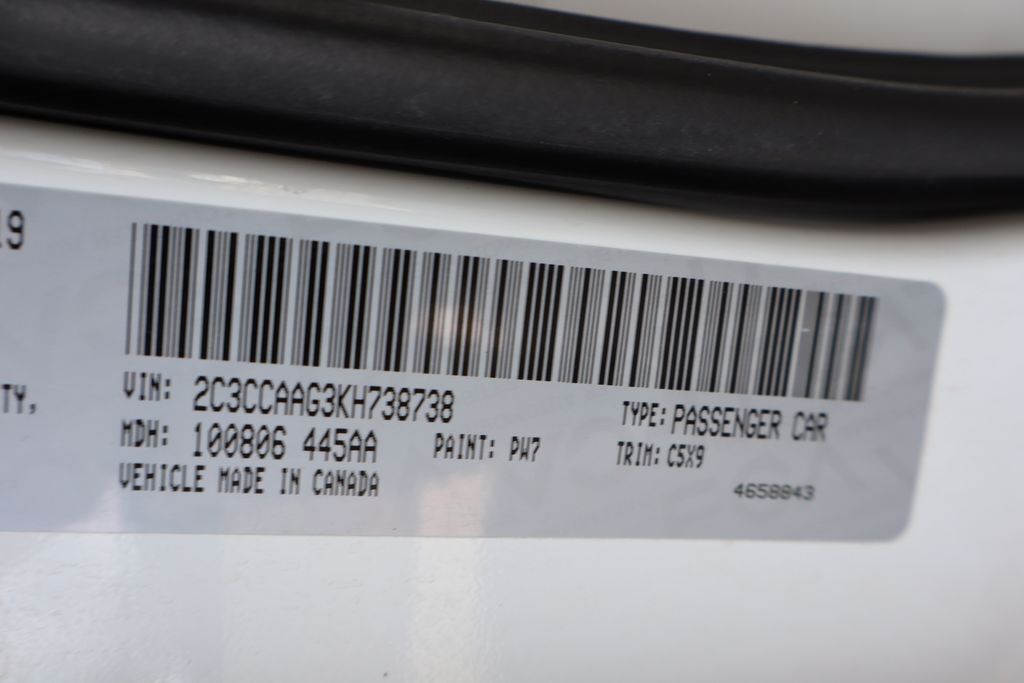 19
TY,
VIN: 2C3CCAAG3KH738738
TYPE: PASSENGER CAR
MDH: 100806 445AA
PAINT: PW7
TRIM: C5X9
VEHICLE MADE IN CANADA
4658843